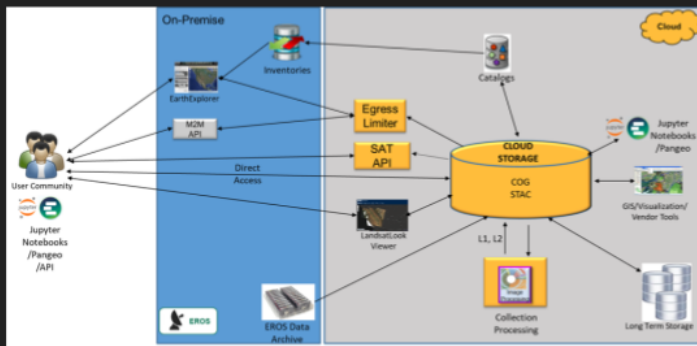 On-Premise
Cloud
Inventories
Catalogs
EarthExplorer
M2M
API
Egress
Limiter
SAT
API
CLOUD
STORAGE
COG
STAC
Jupyter
Notebooks/
Pangeo
User Community
Direct
Access
Jupyter
Notebooks
/Pangeo
/API
LandsatLook
Viewer
GIS/Visualization/
Vendor Tools
L1, L2
EROS
EROS Data
Archive
Collection
Processing
Long Term Storage